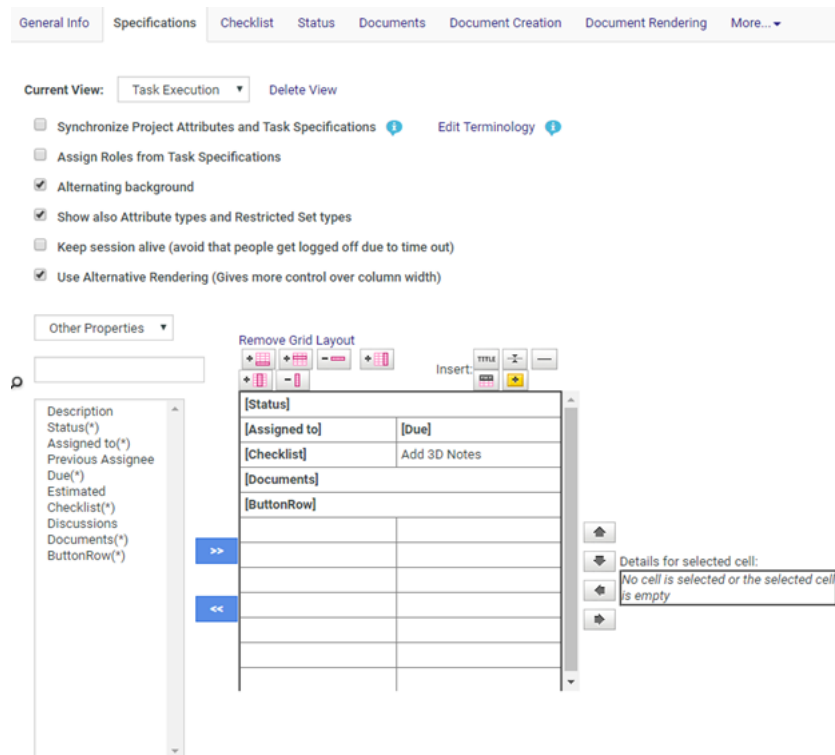 General Info Specifications Checklist Status Documents Document Creation Document Rendering More...
Current View: Task Execution Delete View
Synchronize Project Attributes and Task Specifications i Edit Terminology i
Assign Roles from Task Specifications
Alternating background
Show also Attribute types and Restricted Set types
Keep session alive (avoid that people get logged off due to time out)
Use Alternative Rendering (Gives more control over column width)
Other Properties
Remove Grid Layout
Insert: TITLE
Description
Status(*)
Assigned to(*)
Previous Assignee
Due(*)
Estimated
Checklist(*)
Discussions
Documents(*)
ButtonRow(*)
>>
<<
[Status]
[Assigned to] [Due]
[Checklist] Add 3D Notes
[Documents]
[ButtonRow]
Details for selected cell:
No cell is selected or the selected cell
is empty